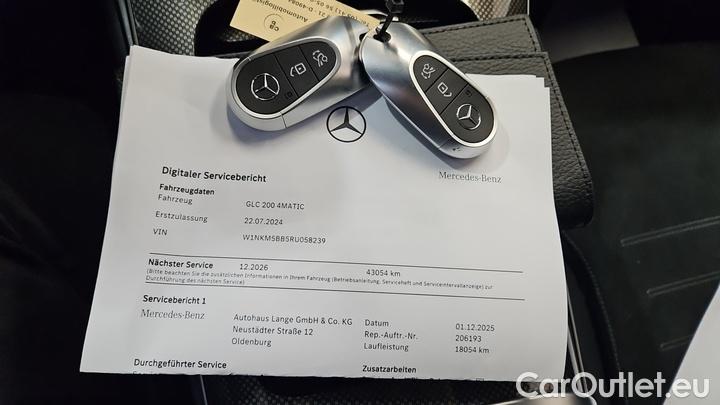 CB
Automobillogist
D-49084
Digitaler Servicebericht
Mercedes-Benz
Fahrzeugdaten
Fahrzeug GLC 200 4MATIC
Erstzulassung 22.07.2024
VIN W1NKM5BB5RU058239
Nächster Service 12.2026 43054 km
(Bitte beachten Sie die zusätzlichen Informationen in Ihrem Fahrzeug (Betriebsanleitung, Serviceheft und Serviceintervallanzeige) zur
Durchführung des nächsten Service)
Servicebericht 1
Mercedes-Benz Autohaus Lange GmbH & Co. KG Datum 01.12.2025
Neustädter Straße 12 Rep.-Auftr.-Nr. 206193
Oldenburg Laufleistung 18054 km
Durchgeführter Service Zusatzarbeiten
CarOutlet.eu